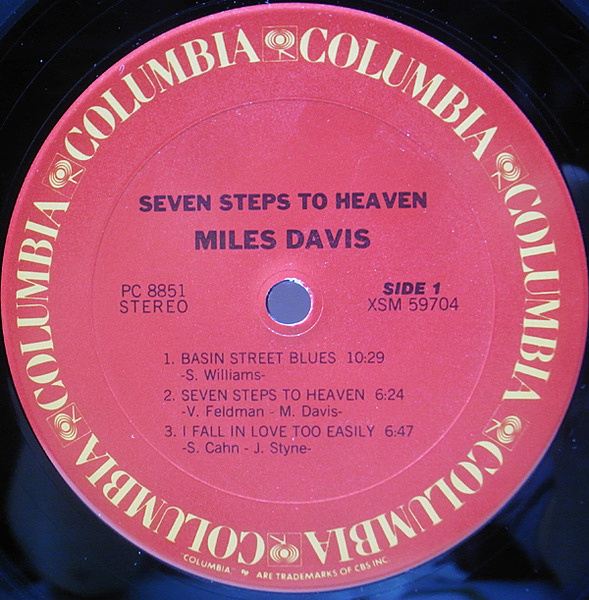 COLUMBIA COLUMBIA COLUMBIA COLUMBIA COLUMBIA COLUMBIA COLUMBIA COLUMBIA
SEVEN STEPS TO HEAVEN
MILES DAVIS
PC 8851
STEREO
SIDE 1
XSM 59704
1. BASIN STREET BLUES 10:29
-S. Williams-
2. SEVEN STEPS TO HEAVEN 6:24
-V. Feldman - M. Davis-
3. I FALL IN LOVE TOO EASILY 6:47
-S. Cahn - J. Styne-
"COLUMBIA" ARE TRADEMARKS OF CBS INC.